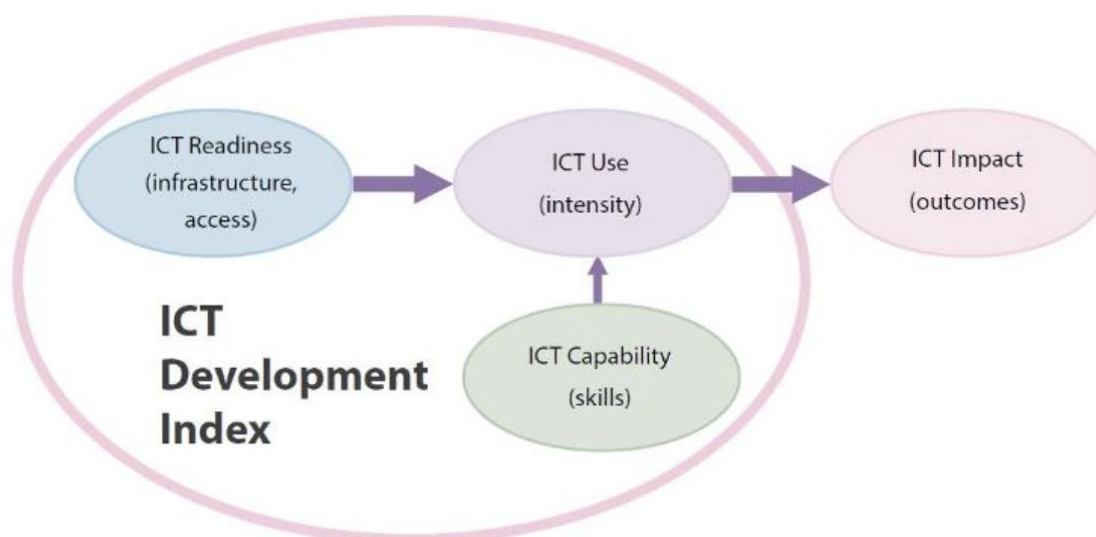 ICT Readiness
(infrastructure,
access)
ICT Use
(intensity)
ICT Impact
(outcomes)
ICT Capability
(skills)
ICT
Development
Index